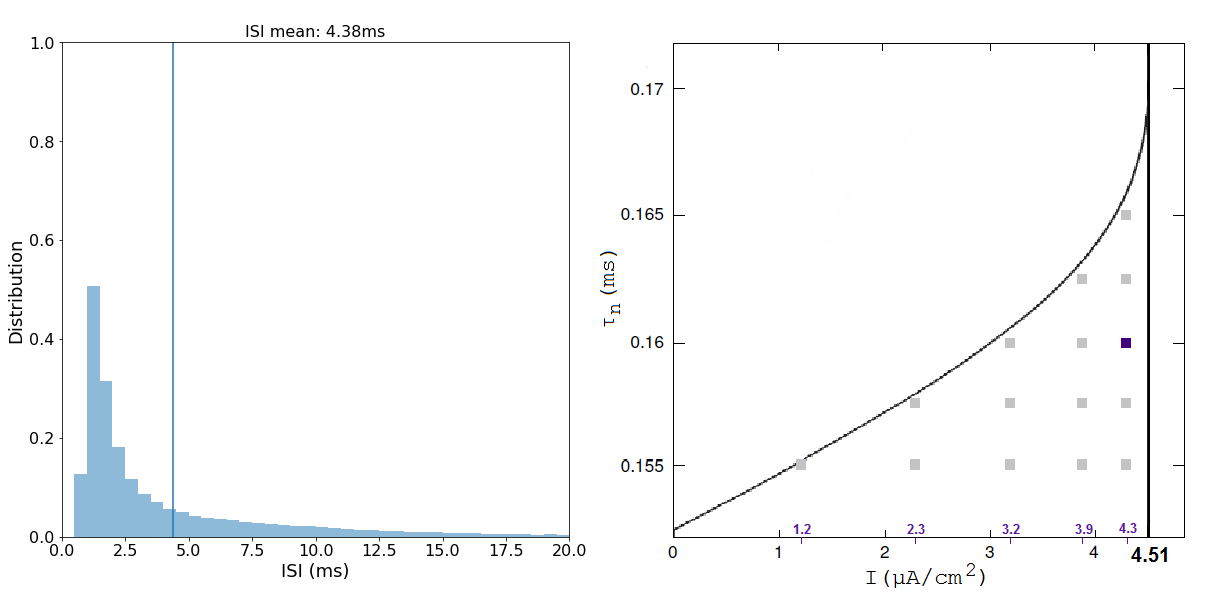 ISI mean: 4.38ms
1.0
0.8
0.6
0.4
0.2
0.0
Distribution
0.0 2.5 5.0 7.5 10.0 12.5 15.0 17.5 20.0
ISI (ms)
0.17
0.165
0.16
0.155
τn (ms)
1.2 2.3 3.2 3.9 4.3
0 1 2 3 4 4.51
I(μA/cm2)